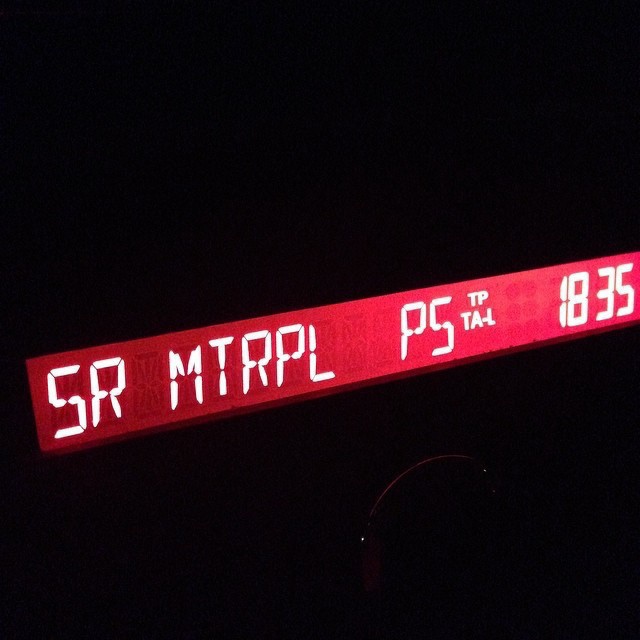 SR MTRPL PS TP TA-L 1835